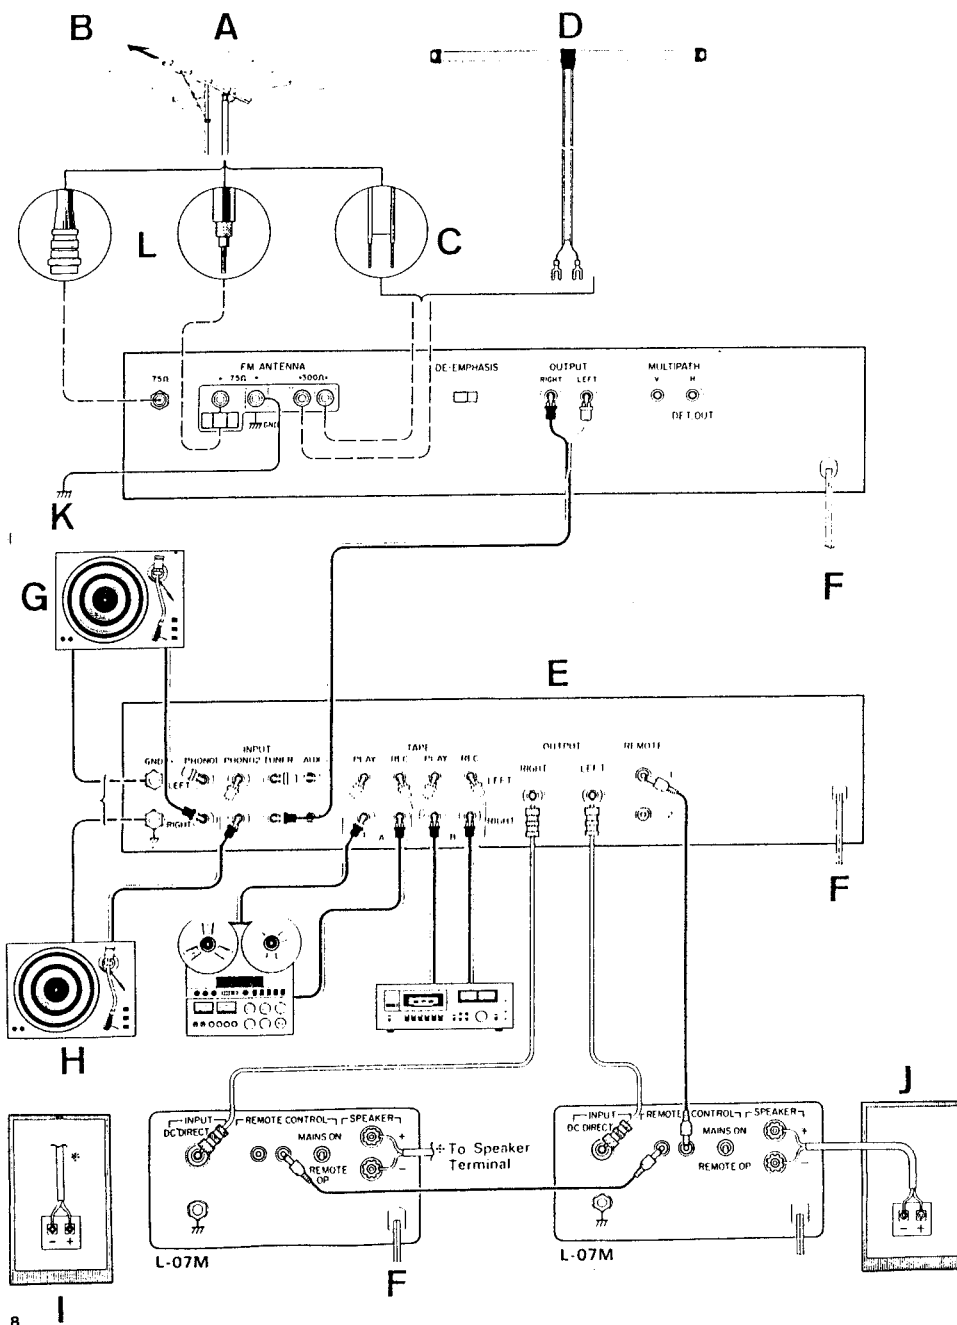 B A D
L C
FM ANTENNA DE-EMPHASIS OUTPUT MULTIPATH
75Ω 75Ω 300Ω RIGHT LEFT V H
GND DET OUT
K
F
G
E
INPUT TAPE OUTPUT REMOTE
GND PHONO1 PHONO2 TUNER AUX PLAY REC PLAY REC RIGHT LEFT
LEFT LEFT 1
RIGHT A B RIGHT 2
F
H
J
INPUT REMOTE CONTROL SPEAKER
DC DIRECT MAINS ON +
REMOTE OP -
* To Speaker
Terminal
L-07M
INPUT REMOTE CONTROL SPEAKER
DC DIRECT MAINS ON +
REMOTE OP -
L-07M
*
- +
- +
F
I
8